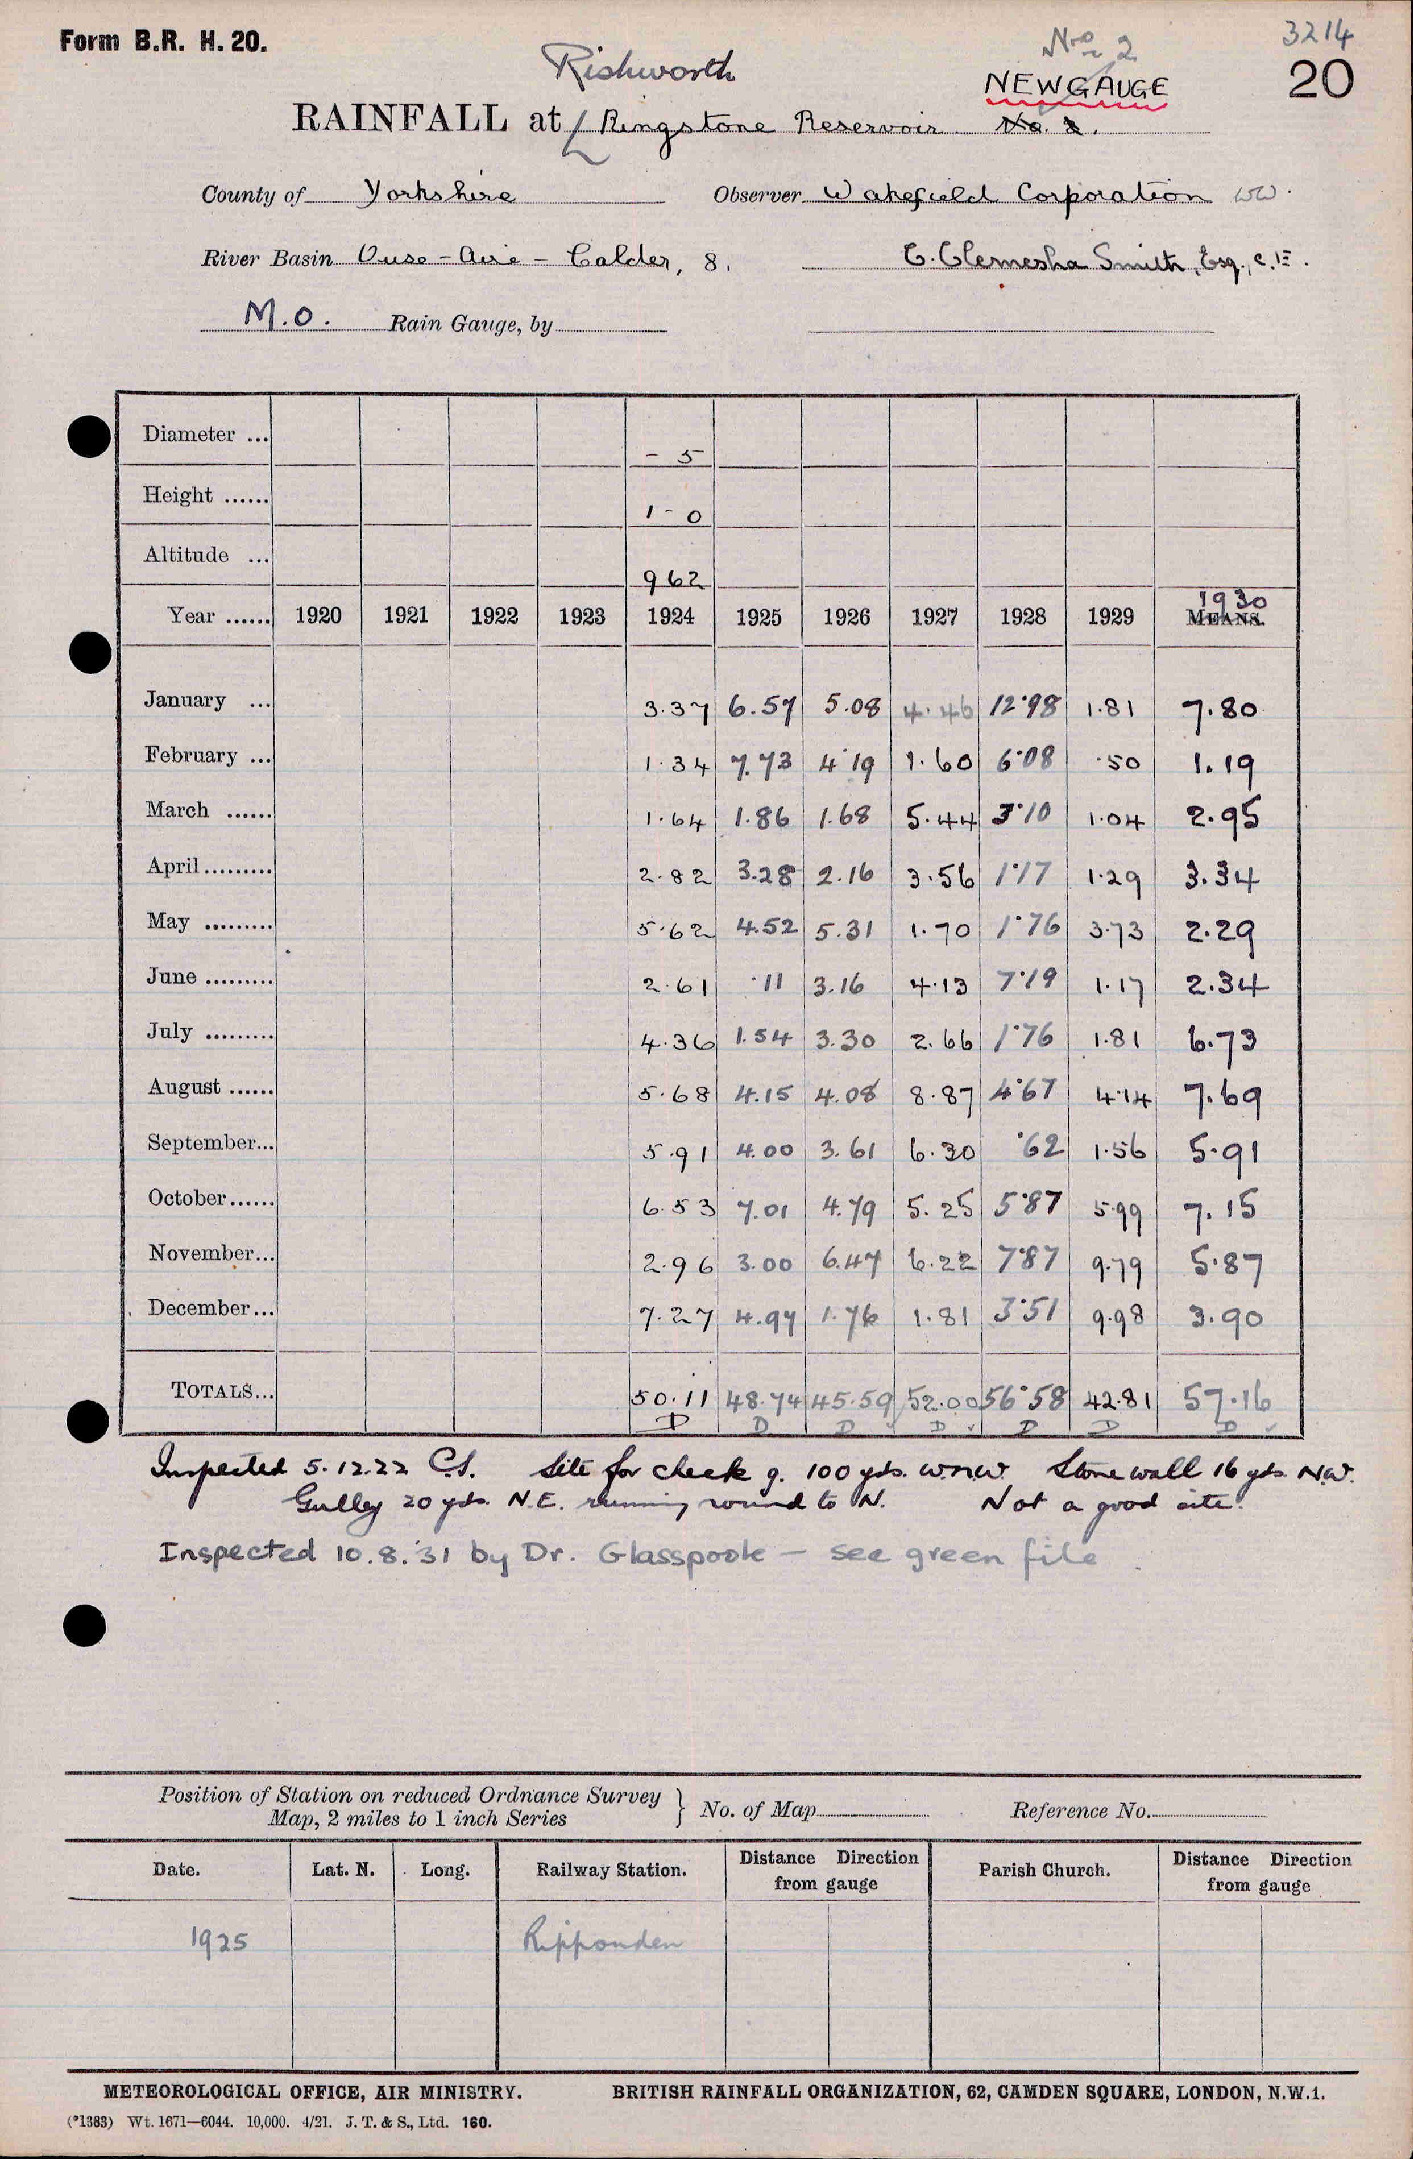 Form B.R. H. 20.
No 2
3214
Rishworth
NEW GAUGE
20
RAINFALL at Ringstone Reservoir No. 2.
County of Yorkshire Observer Wakefield Corporation WW.
River Basin Ouse - Aire - Calder, 8. C. Clemesha Smith, Esq., C.E.
M.O. Rain Gauge, by
Diameter ... - 5
Height ...... 1 - 0
Altitude ... 962
Year ...... 1920 1921 1922 1923 1924 1925 1926 1927 1928 1929 MEANS. 1930
January ... 3.37 6.57 5.08 4.46 12.98 1.81 7.80
February ... 1.34 7.73 4.19 1.60 6.08 .50 1.19
March ...... 1.64 1.86 1.68 5.44 3.10 1.04 2.95
April ......... 2.82 3.28 2.16 3.56 1.17 1.29 3.34
May ......... 5.62 4.52 5.31 1.70 1.76 3.73 2.29
June ......... 2.61 .11 3.16 4.13 7.19 1.17 2.34
July ......... 4.36 1.54 3.30 2.66 1.76 1.81 6.73
August ...... 5.68 4.15 4.08 8.87 4.67 4.14 7.69
September... 5.91 4.00 3.61 6.30 .62 1.56 5.91
October ...... 6.53 7.01 4.79 5.25 5.87 5.99 7.15
November... 2.96 3.00 6.47 6.22 7.87 9.79 5.87
December... 7.27 4.97 1.76 1.81 3.51 9.98 3.90
TOTALS... 50.11 48.74 45.59 52.00 56.58 42.81 57.16
D D D D D D D
Inspected 5.12.22 C.S. Site for check g. 100 yds. W.N.W. Stone wall 16 yds. N.W.
Gulley 20 yds. N.E. running round to N. Not a good site.
Inspected 10.8.31 by Dr. Glasspoole - see green file
Position of Station on reduced Ordnance Survey
Map, 2 miles to 1 inch Series } No. of Map Reference No.
Date. Lat. N. Long. Railway Station. Distance Direction from gauge Parish Church. Distance Direction from gauge
1925 Ripponden
METEOROLOGICAL OFFICE, AIR MINISTRY. BRITISH RAINFALL ORGANIZATION, 62, CAMDEN SQUARE, LONDON, N.W.1.
(*1383) Wt. 1671—6044. 10,000. 4/21. J. T. & S., Ltd. 160.